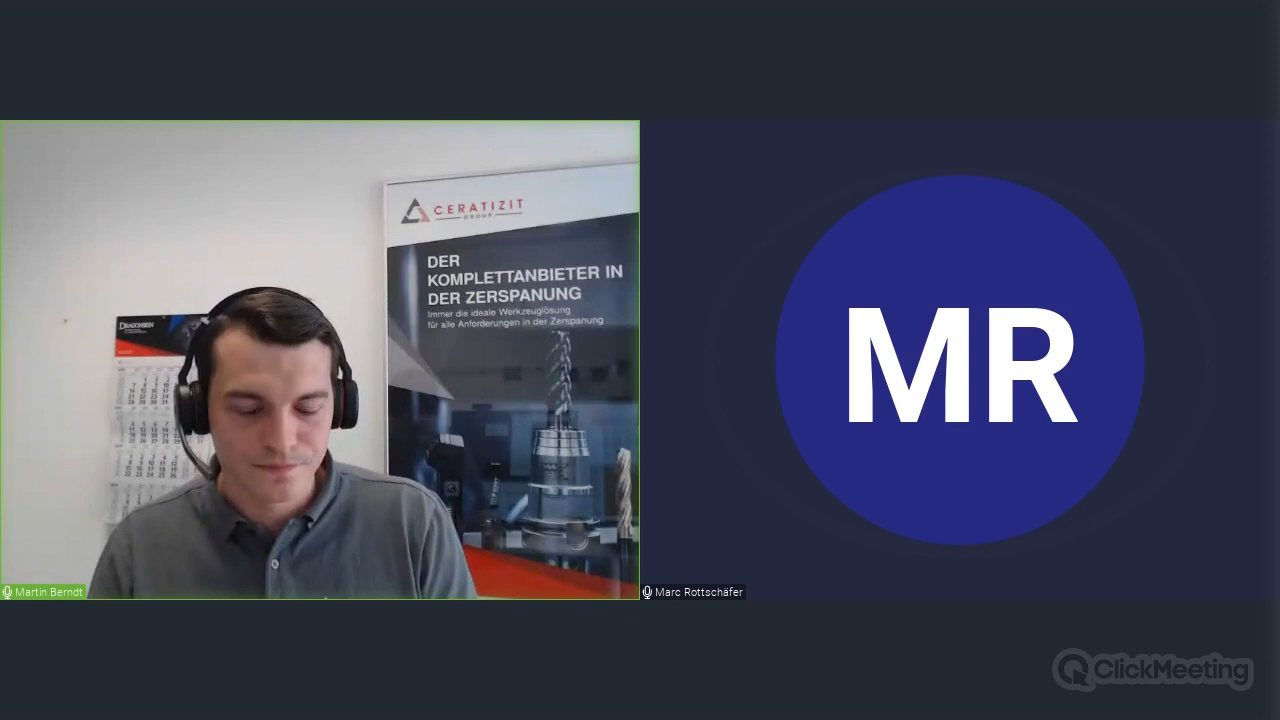 CERATIZIT
GROUP
DER
KOMPLETTANBIETER IN
DER ZERSPANUNG
Immer die ideale Werkzeuglösung
für alle Anforderungen in der Zerspanung
DRAGONSKIN
MR
Martin Berndt
Marc Rottschäfer
ClickMeeting